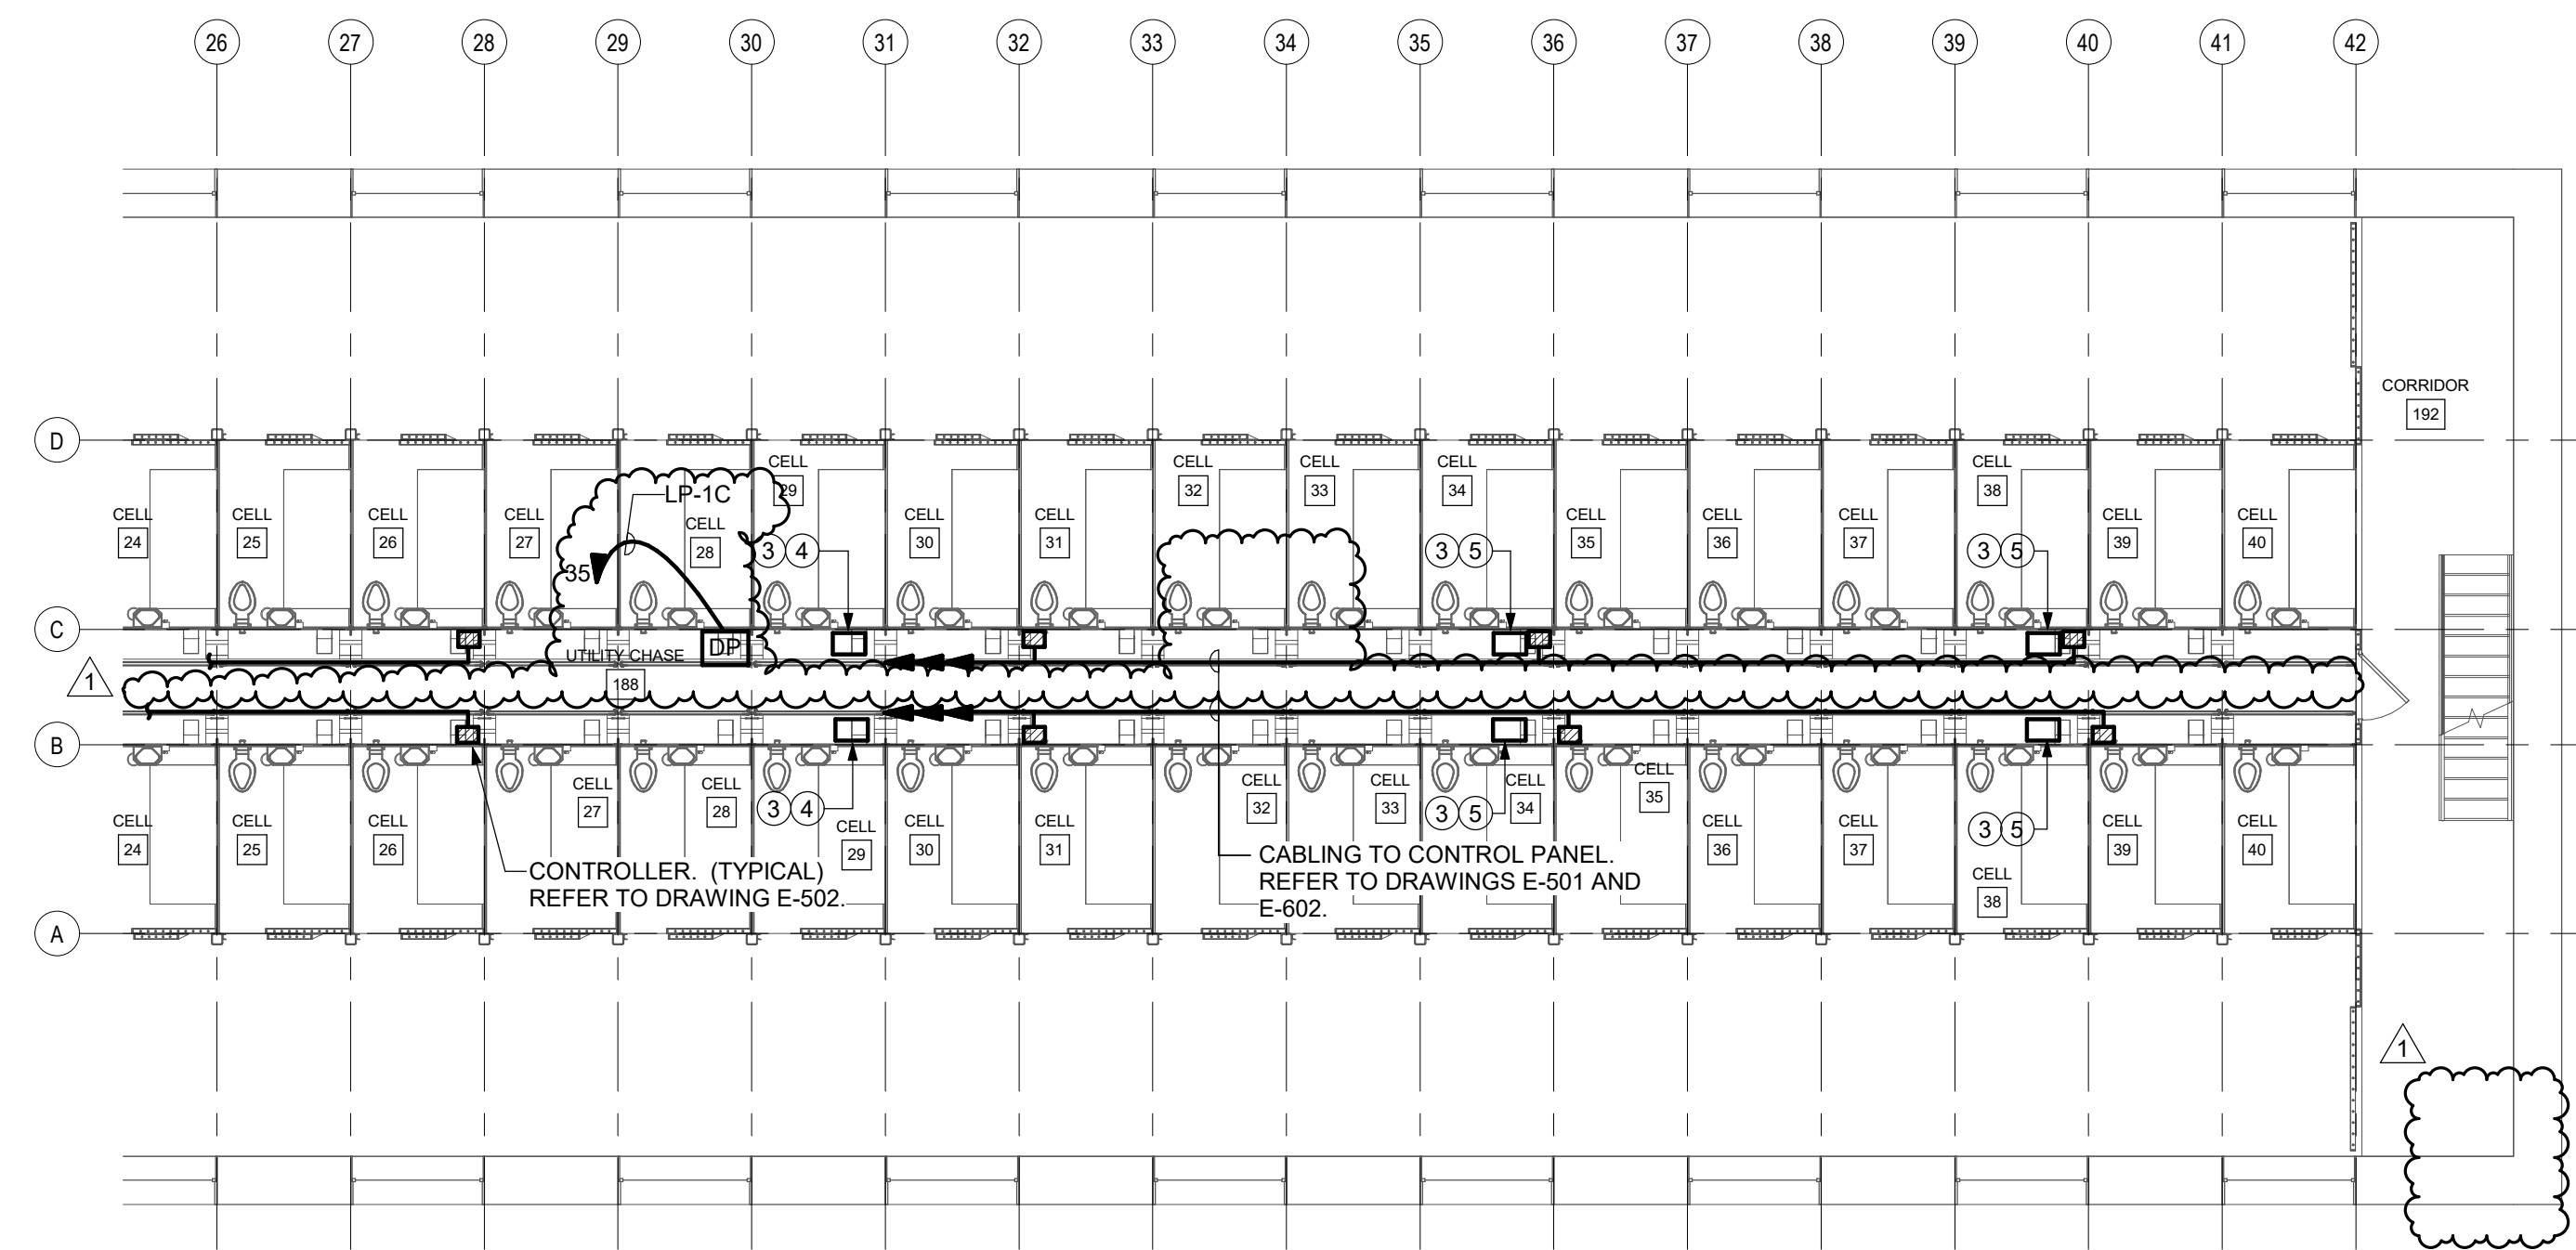 26 27 28 29 30 31 32 33 34 35 36 37 38 39 40 41 42
CORRIDOR
192
D
CELL CELL CELL CELL CELL
29 32 33 34 38
LP-1C
CELL CELL CELL CELL CELL CELL CELL CELL CELL CELL CELL CELL
24 25 26 27 28 30 31 35 36 37 39 40
3 4 3 5 3 5
35
C
DP
UTILITY CHASE
188
1
B
CELL CELL CELL CELL CELL CELL
27 28 32 33 34 35
3 4 3 5 3 5
CELL CELL CELL CELL CELL CELL CELL CELL CELL CELL
24 25 26 29 30 31 36 37 39 40
CONTROLLER. (TYPICAL)
REFER TO DRAWING E-502.
CABLING TO CONTROL PANEL.
REFER TO DRAWINGS E-501 AND
E-602.
CELL
38
A
1